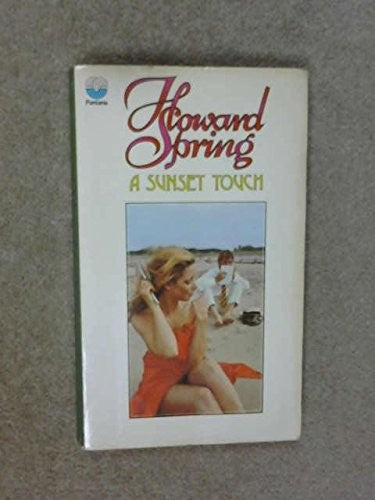 Fontana
Howard
Spring
A SUNSET TOUCH